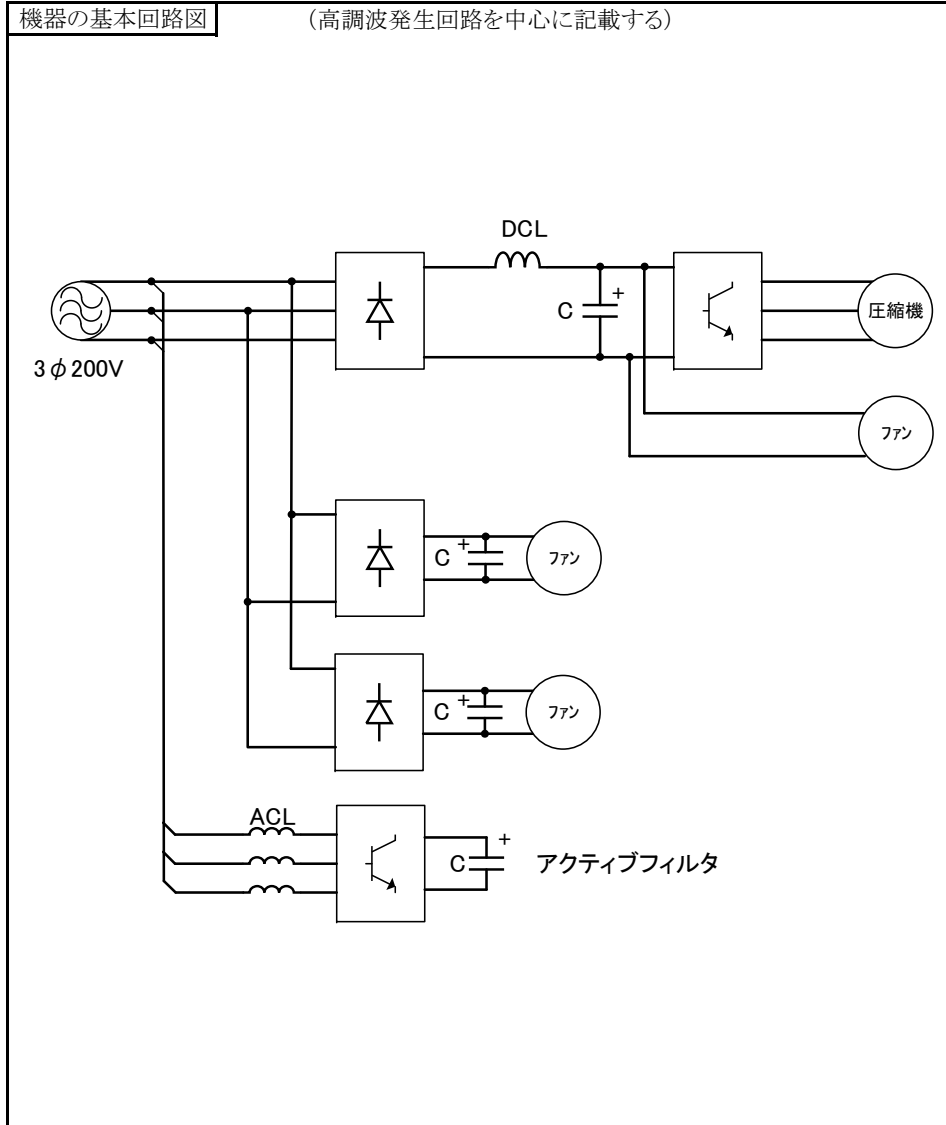 機器の基本回路図 (高調波発生回路を中心に記載する)
DCL
C +
圧縮機
3φ200V
ファン
C +
ファン
C +
ファン
ACL
C +
アクティブフィルタ